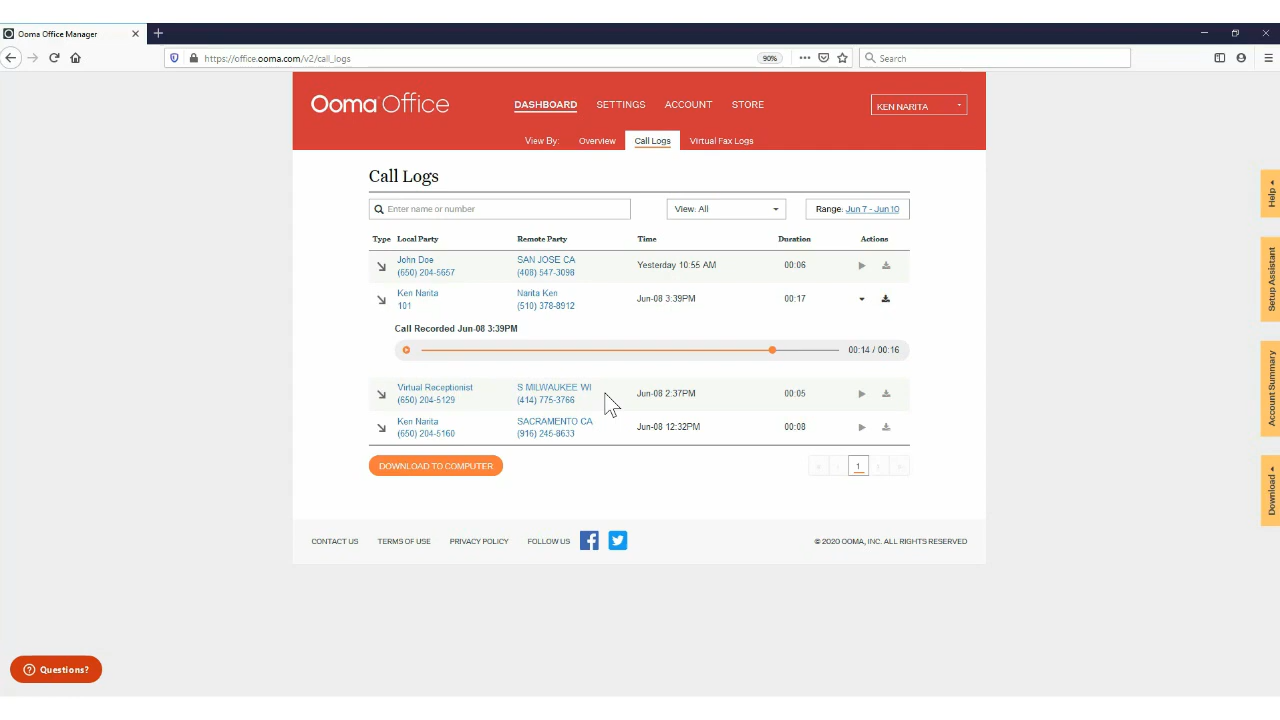 Ooma Office Manager
https://office.ooma.com/v2/call_logs
90%
Search
Ooma Office
DASHBOARD
SETTINGS
ACCOUNT
STORE
KEN NARITA
View By:
Overview
Call Logs
Virtual Fax Logs
Call Logs
Enter name or number
View: All
Range: Jun 7 - Jun 10
Type Local Party Remote Party Time Duration Actions
John Doe SAN JOSE CA
(650) 204-5657 (408) 547-3098
Yesterday 10:55 AM 00:06
Ken Narita Narita Ken
101 (510) 378-8912
Jun-08 3:39PM 00:17
Call Recorded Jun-08 3:39PM
00:14 / 00:16
Virtual Receptionist S MILWAUKEE WI
(650) 204-5129 (414) 775-3766
Jun-08 2:37PM 00:05
Ken Narita SACRAMENTO CA
(650) 204-5160 (916) 245-8633
Jun-08 12:32PM 00:08
DOWNLOAD TO COMPUTER
1
CONTACT US
TERMS OF USE
PRIVACY POLICY
FOLLOW US
© 2020 OOMA, INC. ALL RIGHTS RESERVED
Help
Setup Assistant
Account Summary
Download
Questions?